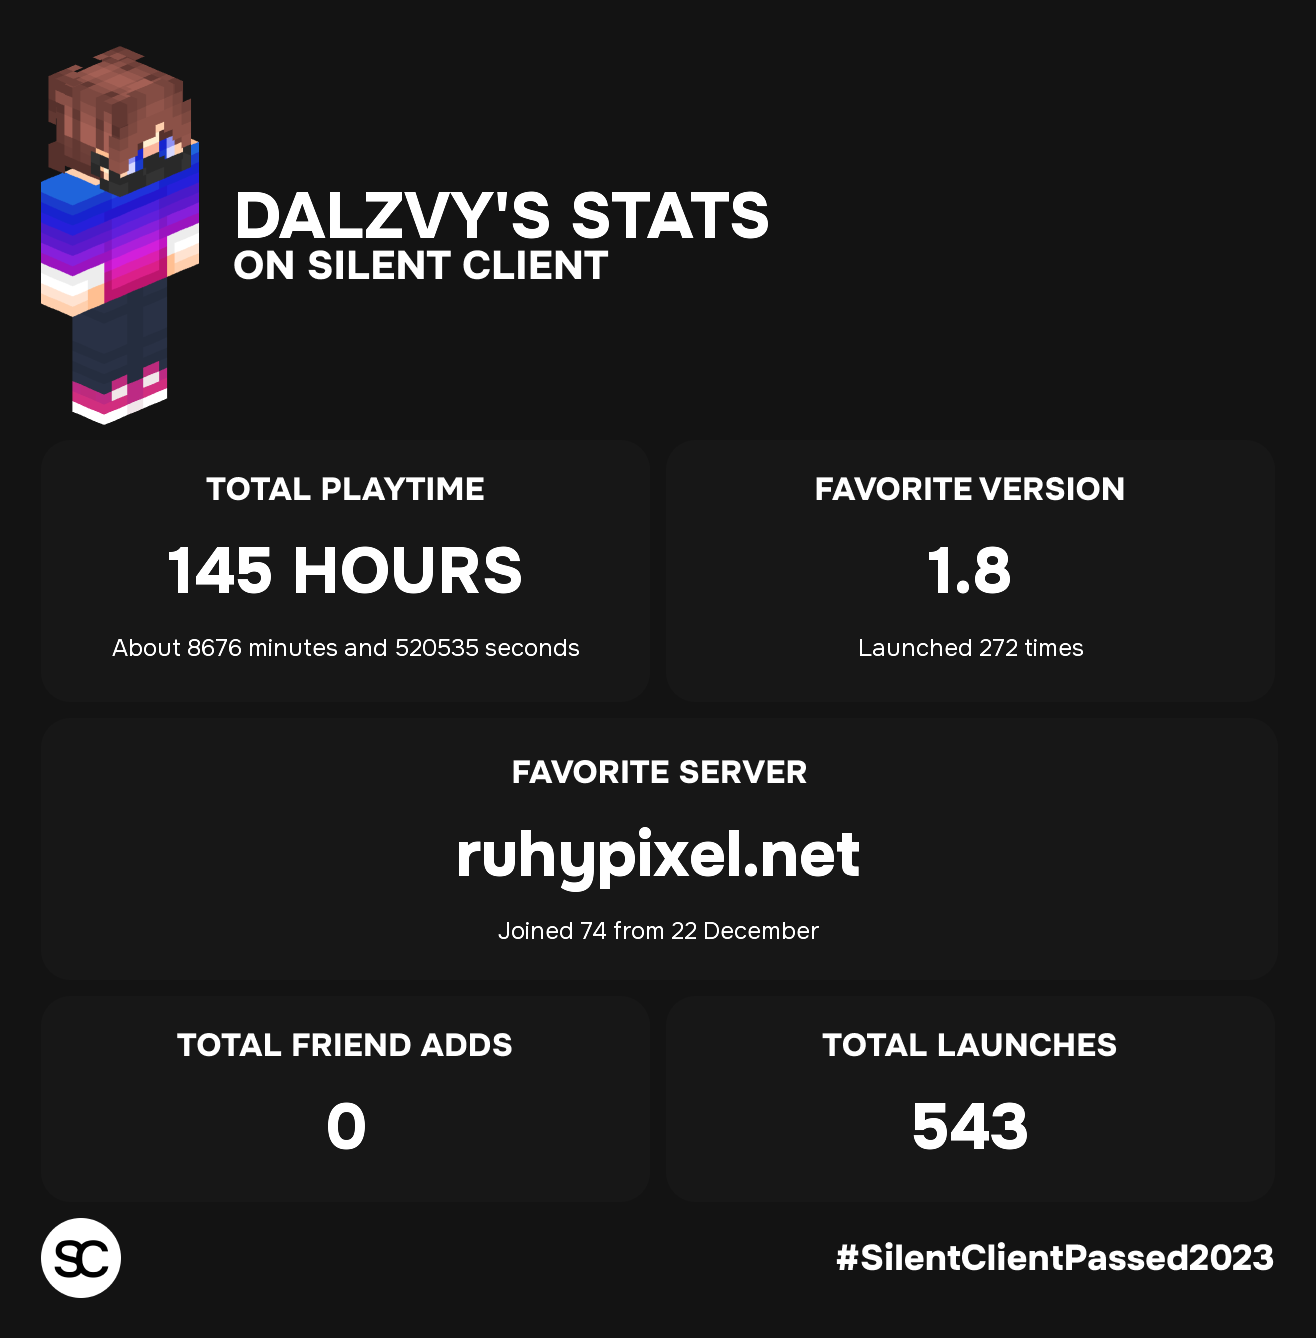 DALZVY'S STATS
ON SILENT CLIENT
TOTAL PLAYTIME
145 HOURS
About 8676 minutes and 520535 seconds
FAVORITE VERSION
1.8
Launched 272 times
FAVORITE SERVER
ruhypixel.net
Joined 74 from 22 December
TOTAL FRIEND ADDS
0
TOTAL LAUNCHES
543
SC
#SilentClientPassed2023